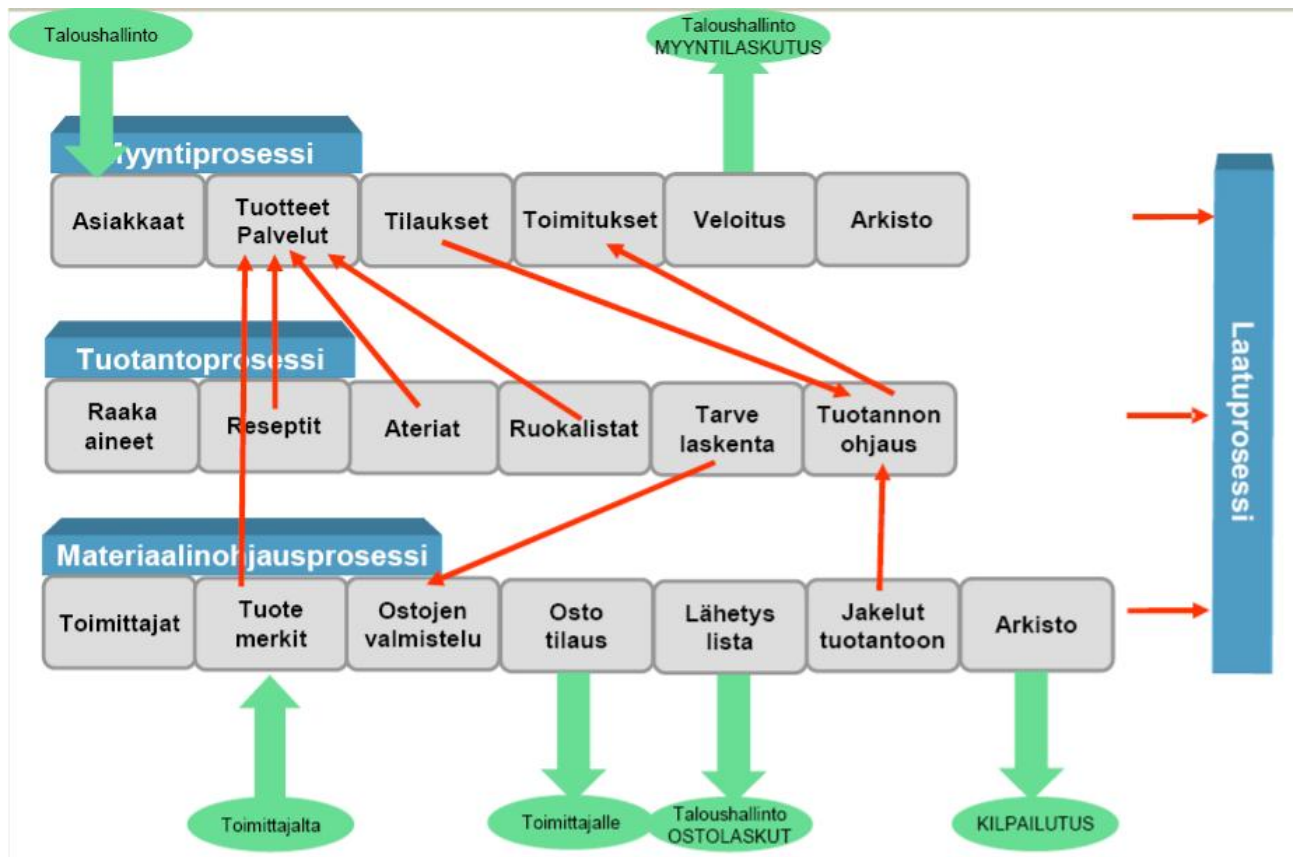 Taloushallinto
Taloushallinto
MYYNTILASKUTUS
yyntiprosessi
Asiakkaat
Tuotteet
Palvelut
Tilaukset
Toimitukset
Veloitus
Arkisto
Tuotantoprosessi
Raaka
aineet
Reseptit
Ateriat
Ruokalistat
Tarve
laskenta
Tuotannon
ohjaus
Materiaalinohjausprosessi
Toimittajat
Tuote
merkit
Ostojen
valmistelu
Osto
tilaus
Lähetys
lista
Jakelut
tuotantoon
Arkisto
Laatuprosessi
Toimittajalta
Toimittajalle
Taloushallinto
OSTOLASKUT
KILPAILUTUS